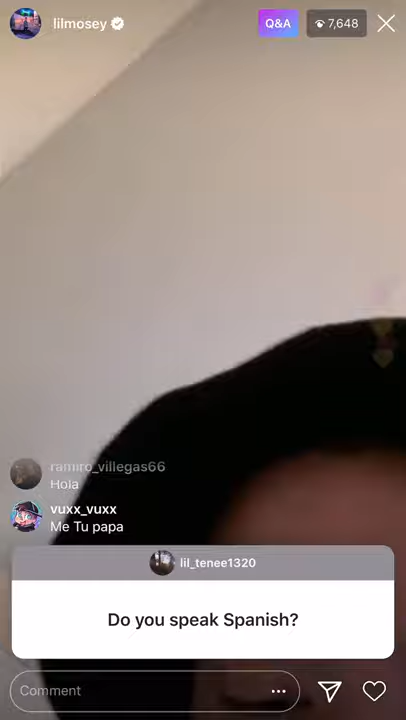 lilmosey
Q&A
7,648
ramiro_villegas66
Hola
vuxx_vuxx
Me Tu papa
lil_tenee1320
Do you speak Spanish?
Comment